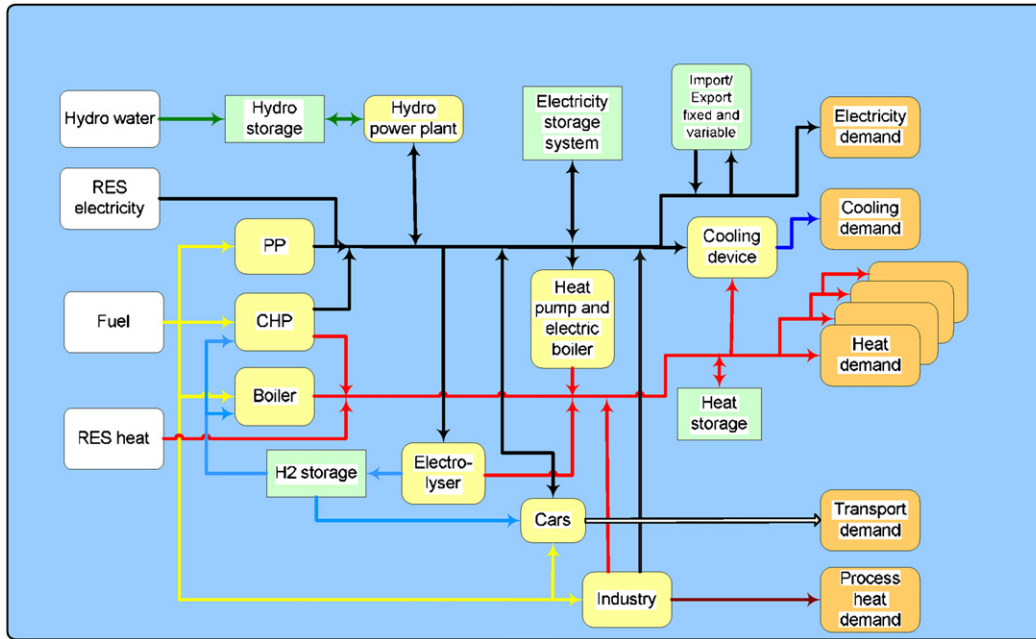 Hydro water
Hydro
storage
Hydro
power plant
Electricity
storage
system
Import/
Export
fixed and
variable
Electricity
demand
RES
electricity
PP
Cooling
device
Cooling
demand
Fuel
CHP
Heat
pump and
electric
boiler
Heat
demand
Boiler
Heat
storage
RES heat
H2 storage
Electro-
lyser
Cars
Transport
demand
Industry
Process
heat
demand